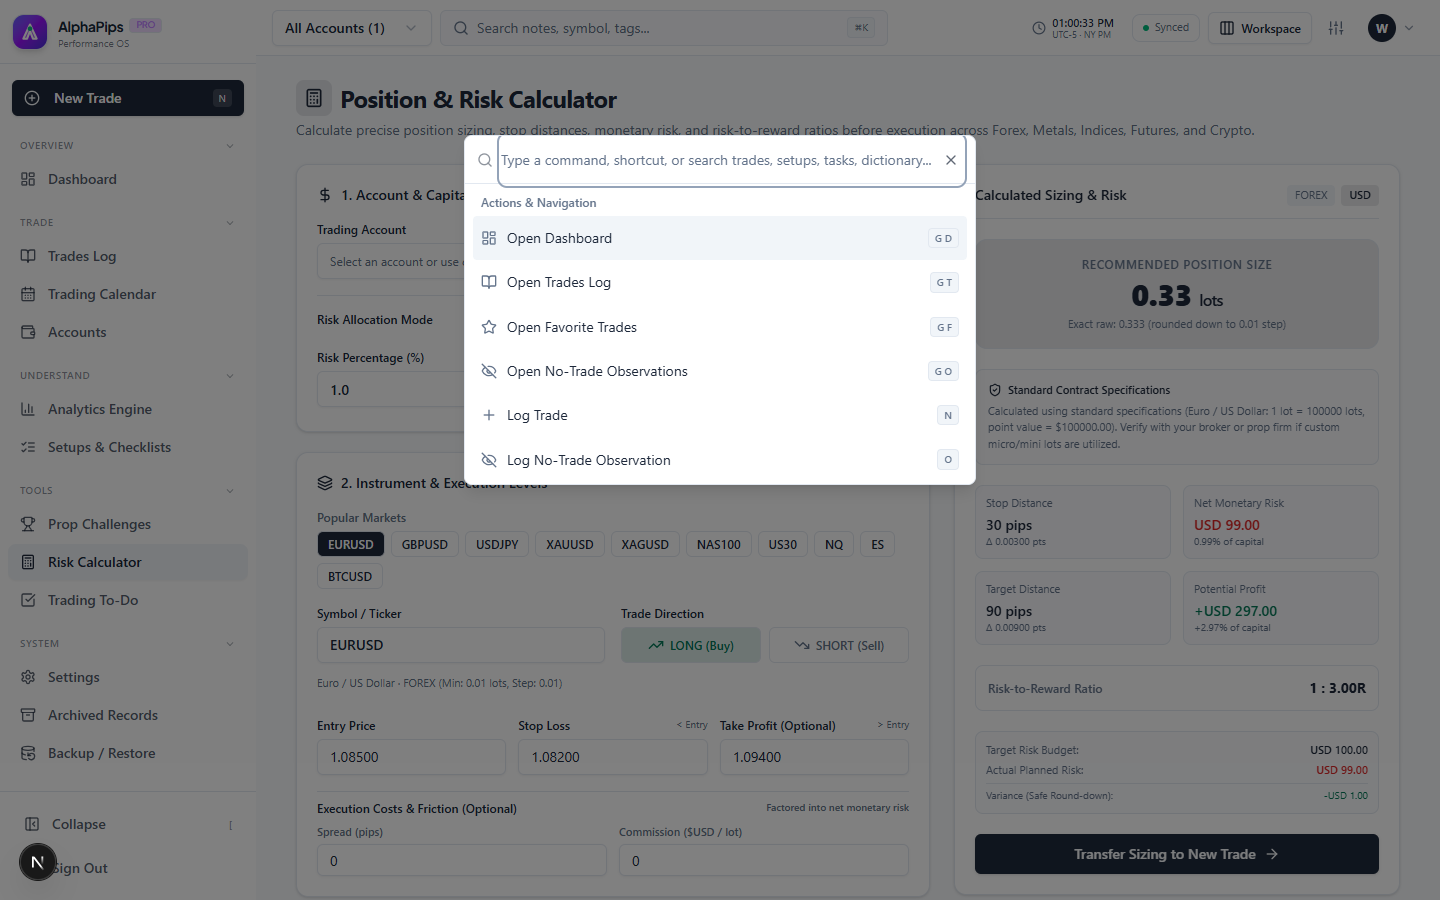 AlphaPips PRO
Performance OS
All Accounts (1)
Search notes, symbol, tags...
⌘K
01:00:33 PM
UTC-5 · NY PM
Synced
Workspace
W
New Trade N
OVERVIEW
Dashboard
TRADE
Trades Log
Trading Calendar
Accounts
UNDERSTAND
Analytics Engine
Setups & Checklists
TOOLS
Prop Challenges
Risk Calculator
Trading To-Do
SYSTEM
Settings
Archived Records
Backup / Restore
Collapse [
N
Sign Out
Position & Risk Calculator
Calculate precise position sizing, stop distances, monetary risk, and risk-to-reward ratios before execution across Forex, Metals, Indices, Futures, and Crypto.
Type a command, shortcut, or search trades, setups, tasks, dictionary...
Actions & Navigation
Open Dashboard G D
Open Trades Log G T
Open Favorite Trades G F
Open No-Trade Observations G O
Log Trade N
Log No-Trade Observation O
1. Account & Capita
Trading Account
Select an account or use
Risk Allocation Mode
Risk Percentage (%)
1.0
2. Instrument & Execution Levels
Popular Markets
EURUSD GBPUSD USDJPY XAUUSD XAGUSD NAS100 US30 NQ ES
BTCUSD
Symbol / Ticker
EURUSD
Trade Direction
LONG (Buy) SHORT (Sell)
Euro / US Dollar · FOREX (Min: 0.01 lots, Step: 0.01)
Entry Price
1.08500
Stop Loss < Entry
1.08200
Take Profit (Optional) > Entry
1.09400
Execution Costs & Friction (Optional) Factored into net monetary risk
Spread (pips)
0
Commission ($USD / lot)
0
Calculated Sizing & Risk FOREX USD
RECOMMENDED POSITION SIZE
0.33 lots
Exact raw: 0.333 (rounded down to 0.01 step)
Standard Contract Specifications
Calculated using standard specifications (Euro / US Dollar: 1 lot = 100000 lots,
point value = $100000.00). Verify with your broker or prop firm if custom
micro/mini lots are utilized.
Stop Distance
30 pips
Δ 0.00300 pts
Net Monetary Risk
USD 99.00
0.99% of capital
Target Distance
90 pips
Δ 0.00900 pts
Potential Profit
+USD 297.00
+2.97% of capital
Risk-to-Reward Ratio 1 : 3.00R
Target Risk Budget: USD 100.00
Actual Planned Risk: USD 99.00
Variance (Safe Round-down): -USD 1.00
Transfer Sizing to New Trade